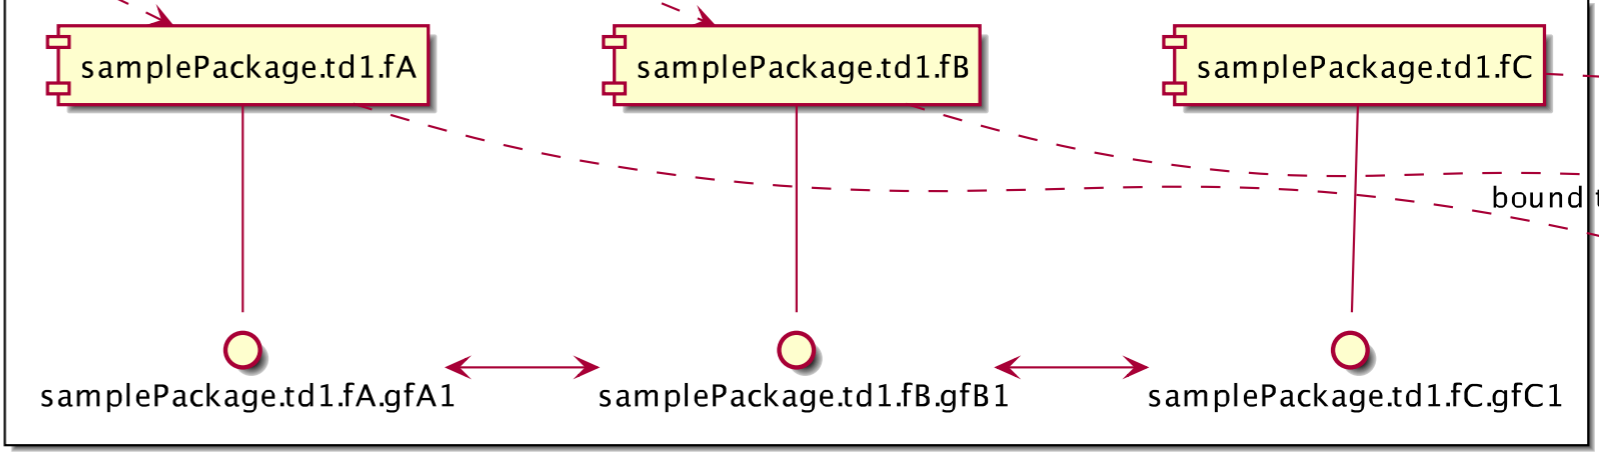 samplePackage.td1.fA
samplePackage.td1.fB
samplePackage.td1.fC
bound
samplePackage.td1.fA.gfA1
samplePackage.td1.fB.gfB1
samplePackage.td1.fC.gfC1